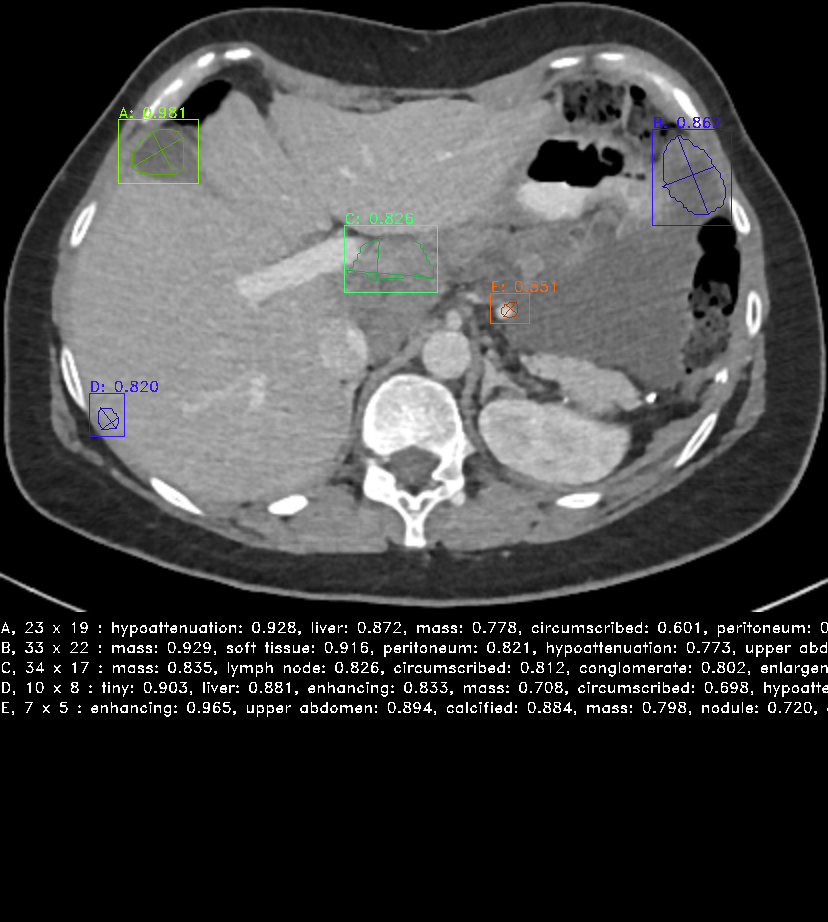 A: 0.981
B: 0.867
C: 0.826
E: 0.551
D: 0.820
A, 23 x 19 : hypoattenuation: 0.928, liver: 0.872, mass: 0.778, circumscribed: 0.601, peritoneum: 0
B, 33 x 22 : mass: 0.929, soft tissue: 0.916, peritoneum: 0.821, hypoattenuation: 0.773, upper abd
C, 34 x 17 : mass: 0.835, lymph node: 0.826, circumscribed: 0.812, conglomerate: 0.802, enlargen
D, 10 x 8 : tiny: 0.903, liver: 0.881, enhancing: 0.833, mass: 0.708, circumscribed: 0.698, hypoatte
E, 7 x 5 : enhancing: 0.965, upper abdomen: 0.894, calcified: 0.884, mass: 0.798, nodule: 0.720,